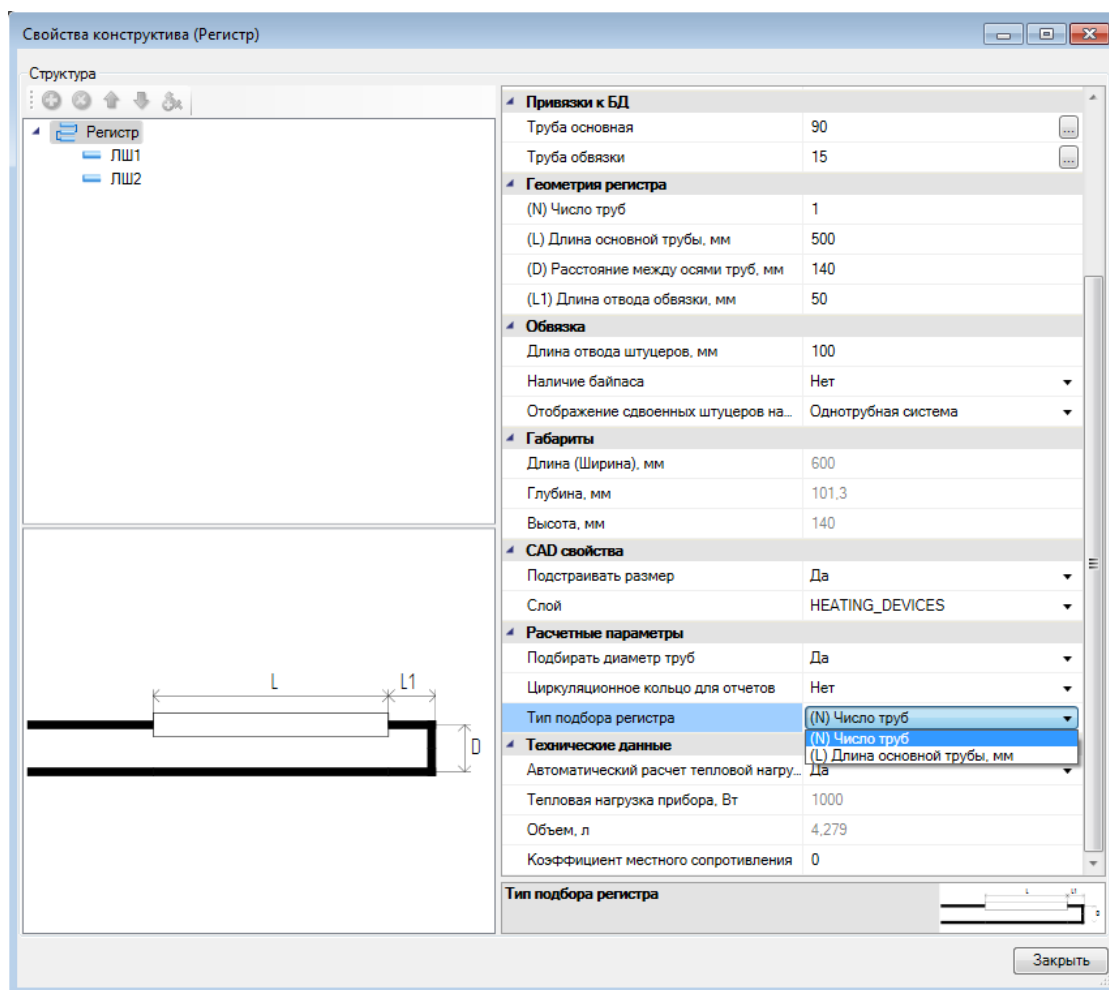 Свойства конструктива (Регистр)
Структура
Регистр
ЛШ1
ЛШ2
Привязки к БД
Труба основная 90 ...
Труба обвязки 15 ...
Геометрия регистра
(N) Число труб 1
(L) Длина основной трубы, мм 500
(D) Расстояние между осями труб, мм 140
(L1) Длина отвода обвязки, мм 50
Обвязка
Длина отвода штуцеров, мм 100
Наличие байпаса Нет
Отображение сдвоенных штуцеров на... Однотрубная система
Габариты
Длина (Ширина), мм 600
Глубина, мм 101,3
Высота, мм 140
CAD свойства
Подстраивать размер Да
Слой HEATING_DEVICES
Расчетные параметры
Подбирать диаметр труб Да
Циркуляционное кольцо для отчетов Нет
Тип подбора регистра (N) Число труб
(N) Число труб
(L) Длина основной трубы, мм
Технические данные
Автоматический расчет тепловой нагру... Да
Тепловая нагрузка прибора, Вт 1000
Объем, л 4,279
Коэффициент местного сопротивления 0
L L1
D
Тип подбора регистра
L L1
D
Закрыть